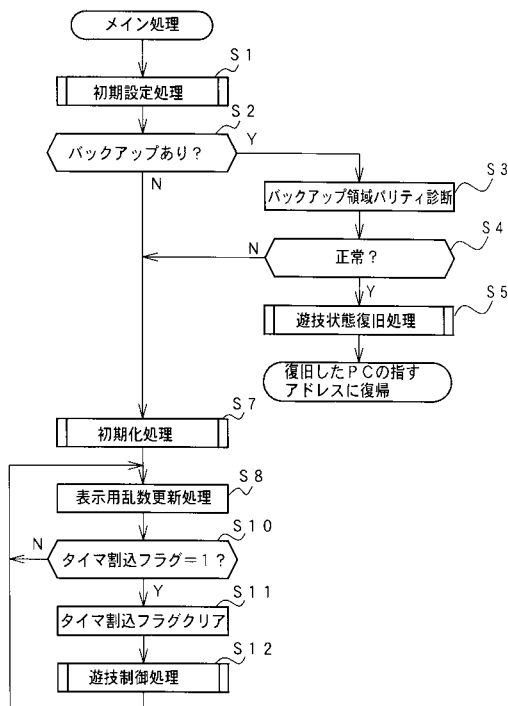 メイン処理
S1
初期設定処理
S2
バックアップあり?
Y
N
S3
バックアップ領域パリティ診断
S4
N
正常?
Y
S5
遊技状態復旧処理
復旧したPCの指す
アドレスに復帰
S7
初期化処理
S8
表示用乱数更新処理
S10
N
タイマ割込フラグ=1?
Y
S11
タイマ割込フラグクリア
S12
遊技制御処理